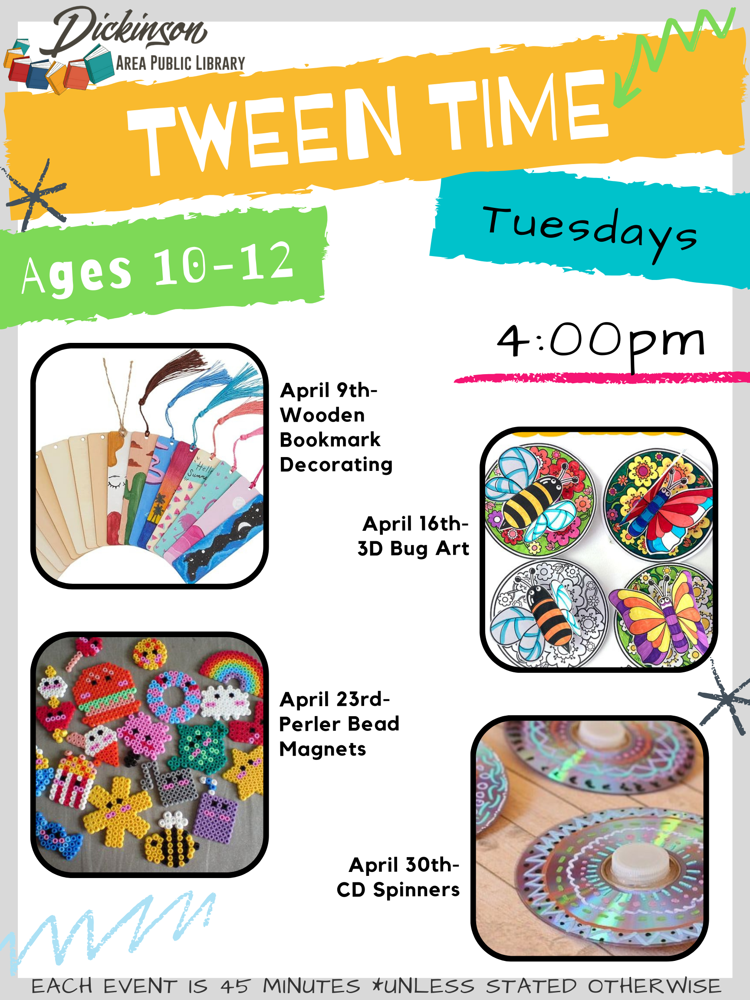 Dickinson
AREA PUBLIC LIBRARY
TWEEN TIME
Tuesdays
Ages 10-12
4:00pm
April 9th-
Wooden
Bookmark
Decorating
Hello
Summer
April 16th-
3D Bug Art
April 23rd-
Perler Bead
Magnets
April 30th-
CD Spinners
EACH EVENT IS 45 MINUTES *UNLESS STATED OTHERWISE